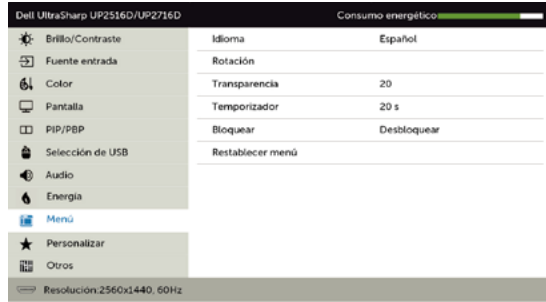 Dell UltraSharp UP2516D/UP2716D Consumo energético
Brillo/Contraste
Fuente entrada
Color
Pantalla
PIP/PBP
Selección de USB
Audio
Energía
Menú
Personalizar
Otros
Idioma Español
Rotación
Transparencia 20
Temporizador 20 s
Bloquear Desbloquear
Restablecer menú
Resolución:2560x1440, 60Hz